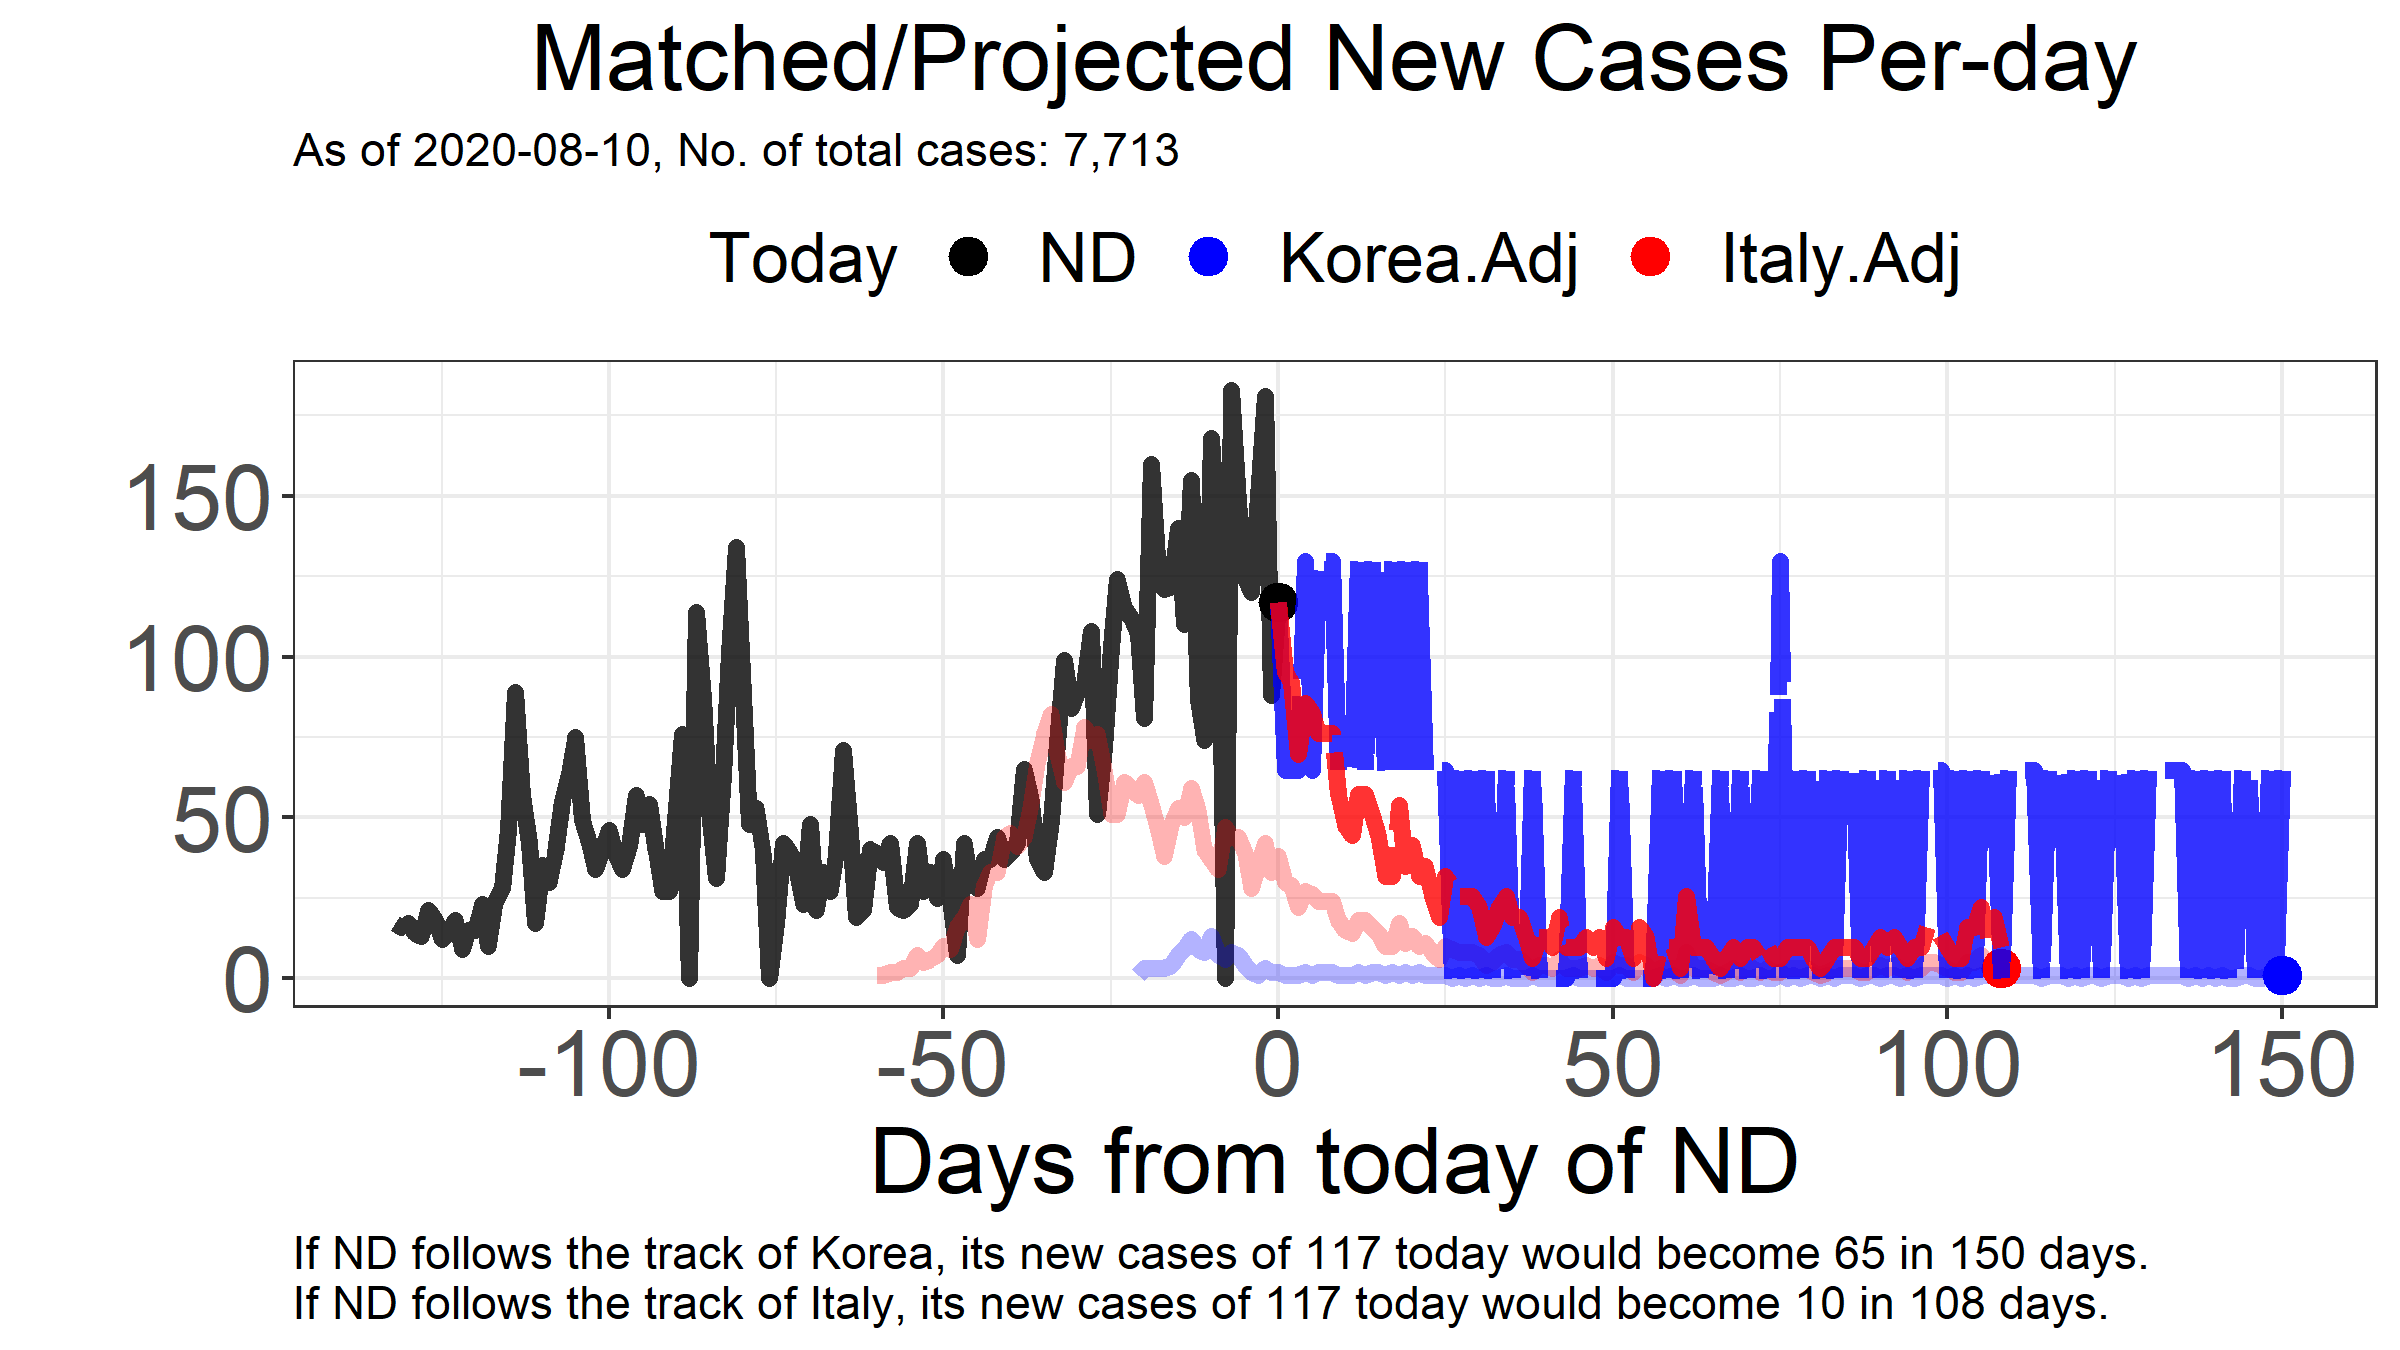 Matched/Projected New Cases Per-day
As of 2020-08-10, No. of total cases: 7,713
Today ND Korea.Adj Italy.Adj
150
100
50
0
-100 -50 0 50 100 150
Days from today of ND
If ND follows the track of Korea, its new cases of 117 today would become 65 in 150 days.
If ND follows the track of Italy, its new cases of 117 today would become 10 in 108 days.